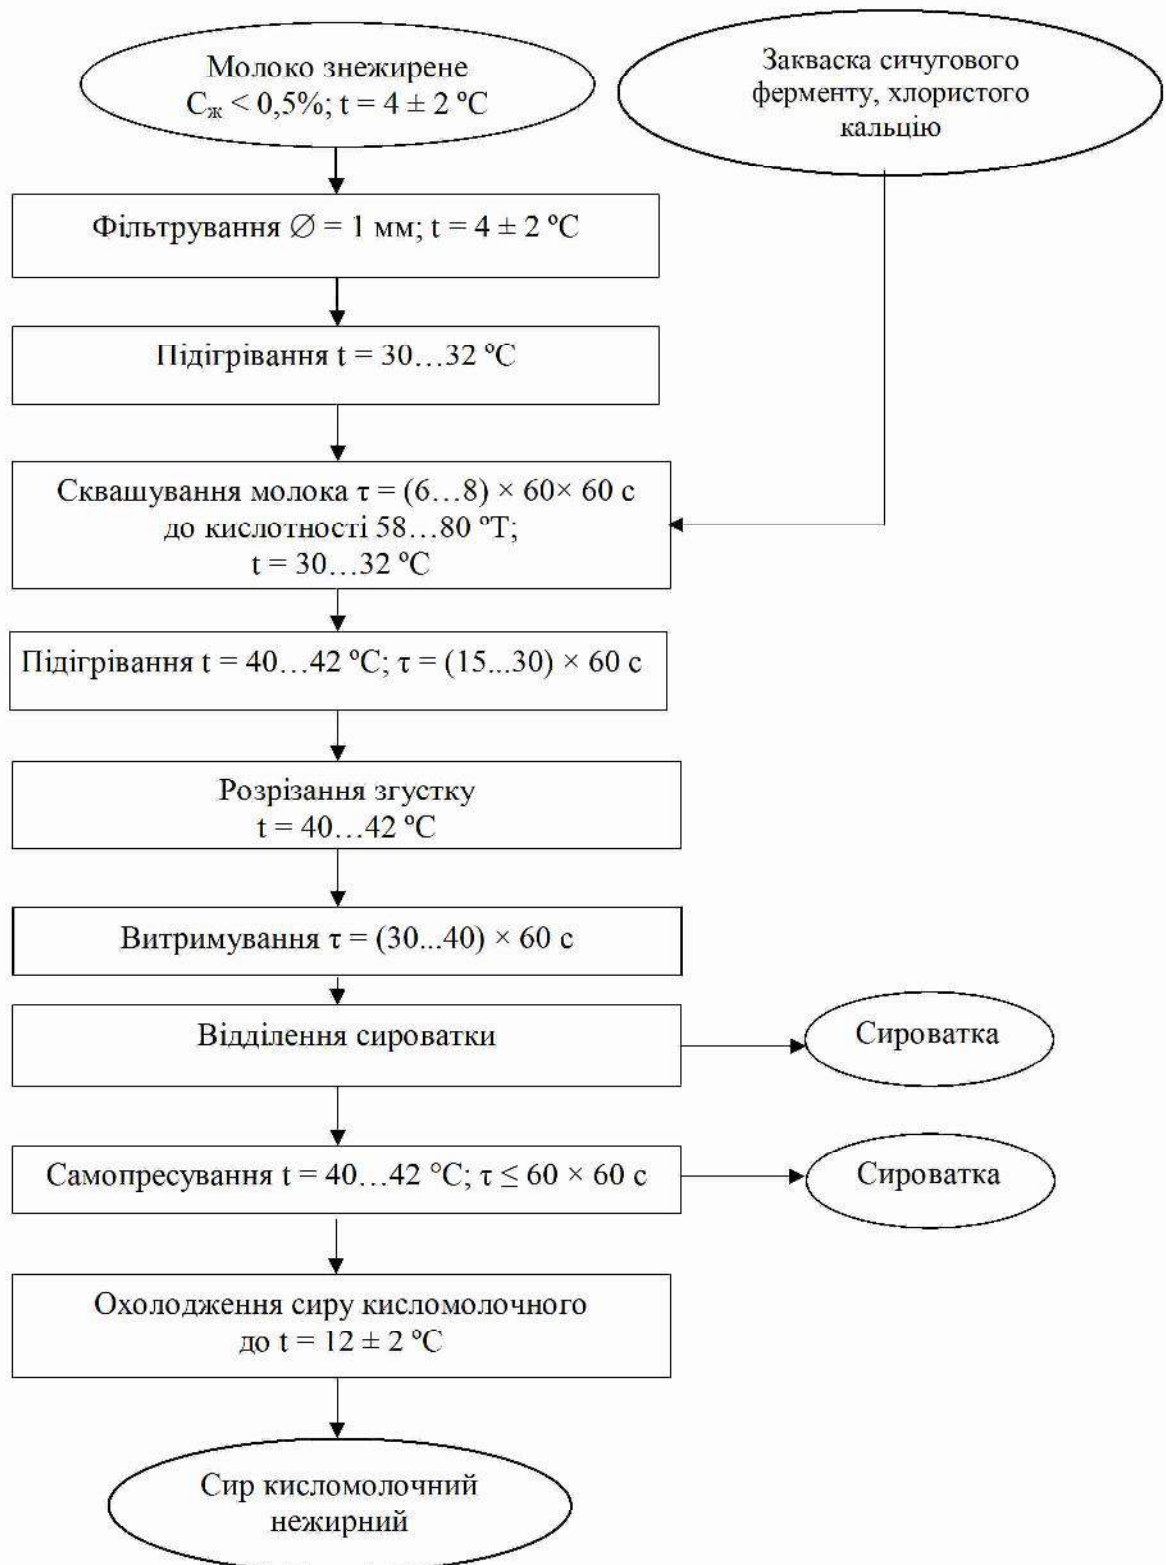 Молоко знежирене
Сж < 0,5%; t = 4 ± 2 ºС
Закваска сичугового
ферменту, хлористого
кальцію
Фільтрування ∅ = 1 мм; t = 4 ± 2 ºС
Підігрівання t = 30…32 ºС
Сквашування молока τ = (6…8) × 60× 60 с
до кислотності 58…80 ºТ;
t = 30…32 ºС
Підігрівання t = 40…42 ºС; τ = (15...30) × 60 с
Розрізання згустку
t = 40…42 ºС
Витримування τ = (30...40) × 60 с
Відділення сироватки
Сироватка
Самопресування t = 40…42 °С; τ ≤ 60 × 60 с
Сироватка
Охолодження сиру кисломолочного
до t = 12 ± 2 ºС
Сир кисломолочний
нежирний